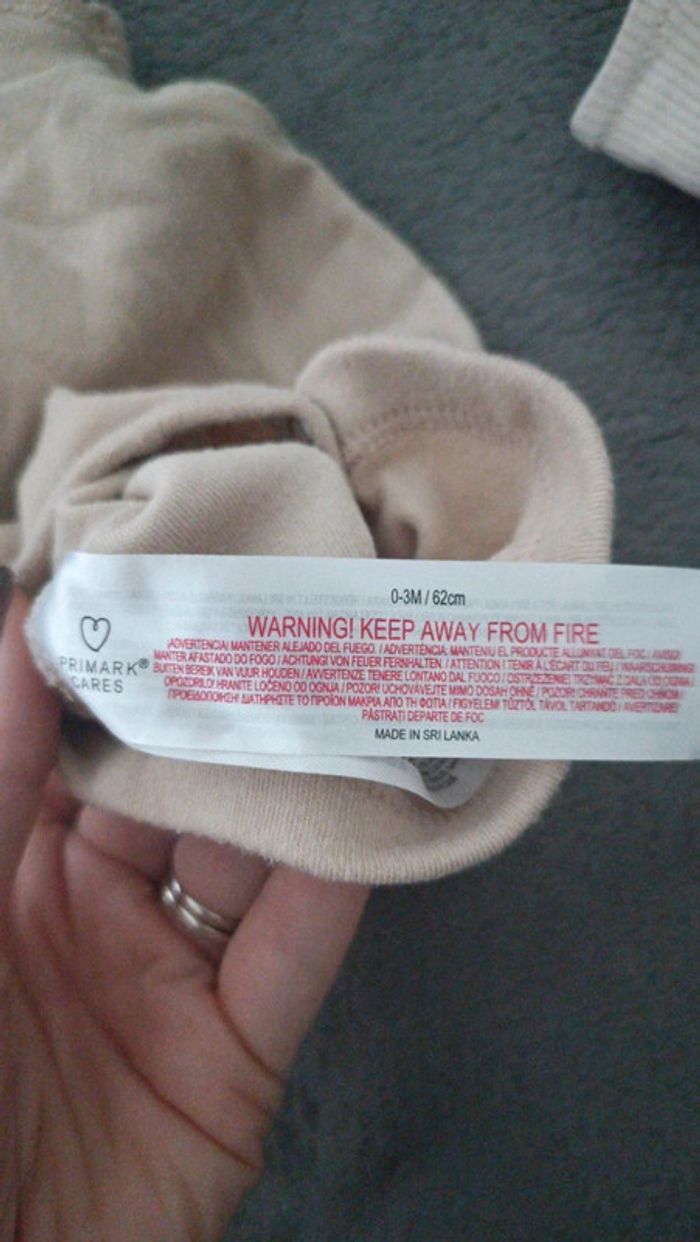 0-3M / 62cm
WARNING! KEEP AWAY FROM FIRE
¡ADVERTENCIA! MANTENER ALEJADO DEL FUEGO. / ADVERTÈNCIA: MANTENIU EL PRODUCTE ALLUNYAT DEL FOC. / AVISO!
MANTER AFASTADO DO FOGO / ACHTUNG! VON FEUER FERNHALTEN. / ATTENTION ! TENIR À L'ÉCART DU FEU / WAARSCHUWING!
BUITEN BEREIK VAN VUUR HOUDEN / AVVERTENZE TENERE LONTANO DAL FUOCO / OSTRZEŻENIE! TRZYMAĆ Z DALA OD
OPOZORILO! HRANITE LOČENO OD OGNJA / POZOR! UCHOVÁVEJTE MIMO DOSAH OHNĚ / POZOR! CHRÁŇTE PRED OHŇOM /
ΠΡΟΕΙΔΟΠΟΙΗΣΗ! ΔΙΑΤΗΡΗΣΤΕ ΤΟ ΠΡΟΪΟΝ ΜΑΚΡΙΑ ΑΠΟ ΤΗ ΦΩΤΙΑ / FIGYELEM! TŰZTŐL TÁVOL TARTANDÓ / AVERTIZARE!
PĂSTRAȚI DEPARTE DE FOC
MADE IN SRI LANKA
PRIMARK®
CARES